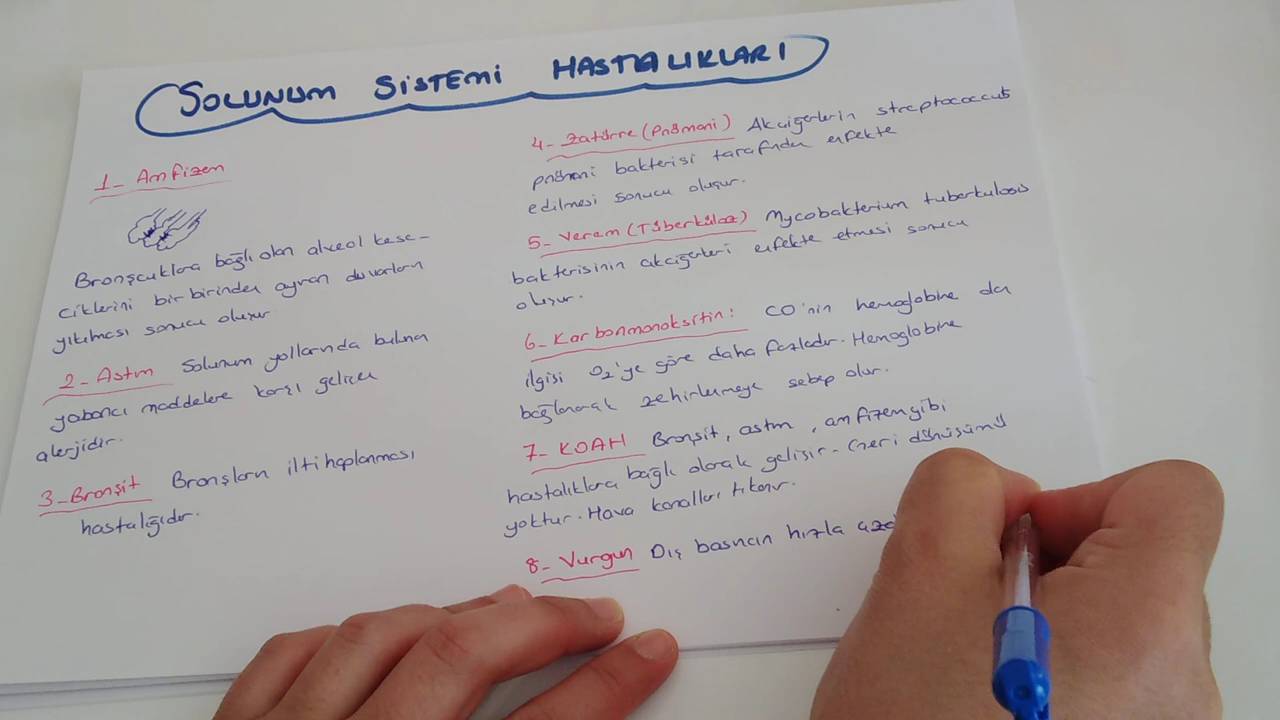 SOLUNUM SİSTEMİ HASTALIKLARI
1- Amfizem
Bronşcuklara bağlı olan alveol kese-
ciklerini birbirinden ayıran duvarların
yıkılması sonucu oluşur
2- Astım Solunum yollarında bulunan
yabancı maddelere karşı gelişen
alerjidir.
3- Bronşit Bronşların iltihaplanması
hastalığıdır.
4- Zatürre (Pnömoni) Akciğerlerin streptococcus
pnömoni bakterisi tarafından enfekte
edilmesi sonucu oluşur.
5- Verem (Tüberküloz) Mycobakterium tuberkulosis
bakterisinin akciğerleri enfekte etmesi sonucu
oluşur.
6- Karbonmonoksitin: CO'nin hemoglobine olan
ilgisi O₂'ye göre daha fazladır. Hemoglobine
bağlanarak zehirlenmeye sebep olur.
7- KOAH Bronşit, astım, amfizem gibi
hastalıklara bağlı olarak gelişir. Geri dönüşümü
yoktur. Hava kanalları tıkanır.
8- Vurgun Dış basıncın hızla